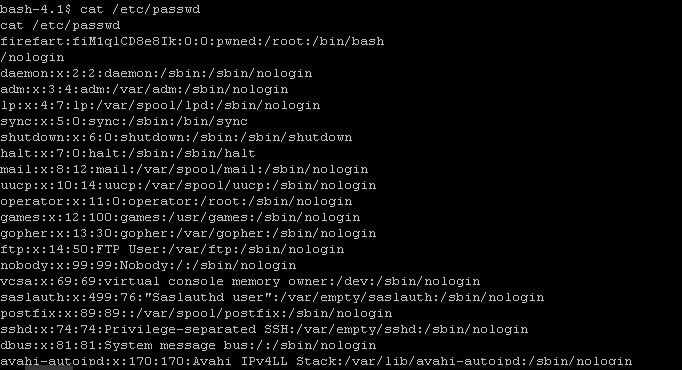 bash-4.1$ cat /etc/passwd
cat /etc/passwd
firefart:fiM1qlCD8e8Ik:0:0:pwned:/root:/bin/bash
/nologin
daemon:x:2:2:daemon:/sbin:/sbin/nologin
adm:x:3:4:adm:/var/adm:/sbin/nologin
lp:x:4:7:lp:/var/spool/lpd:/sbin/nologin
sync:x:5:0:sync:/sbin:/bin/sync
shutdown:x:6:0:shutdown:/sbin:/sbin/shutdown
halt:x:7:0:halt:/sbin:/sbin/halt
mail:x:8:12:mail:/var/spool/mail:/sbin/nologin
uucp:x:10:14:uucp:/var/spool/uucp:/sbin/nologin
operator:x:11:0:operator:/root:/sbin/nologin
games:x:12:100:games:/usr/games:/sbin/nologin
gopher:x:13:30:gopher:/var/gopher:/sbin/nologin
ftp:x:14:50:FTP User:/var/ftp:/sbin/nologin
nobody:x:99:99:Nobody:/:/sbin/nologin
vcsa:x:69:69:virtual console memory owner:/dev:/sbin/nologin
saslauth:x:499:76:"Saslauthd user":/var/empty/saslauth:/sbin/nologin
postfix:x:89:89::/var/spool/postfix:/sbin/nologin
sshd:x:74:74:Privilege-separated SSH:/var/empty/sshd:/sbin/nologin
dbus:x:81:81:System message bus:/:/sbin/nologin
avahi-autoipd:x:170:170:Avahi IPv4LL Stack:/var/lib/avahi-autoipd:/sbin/nologin